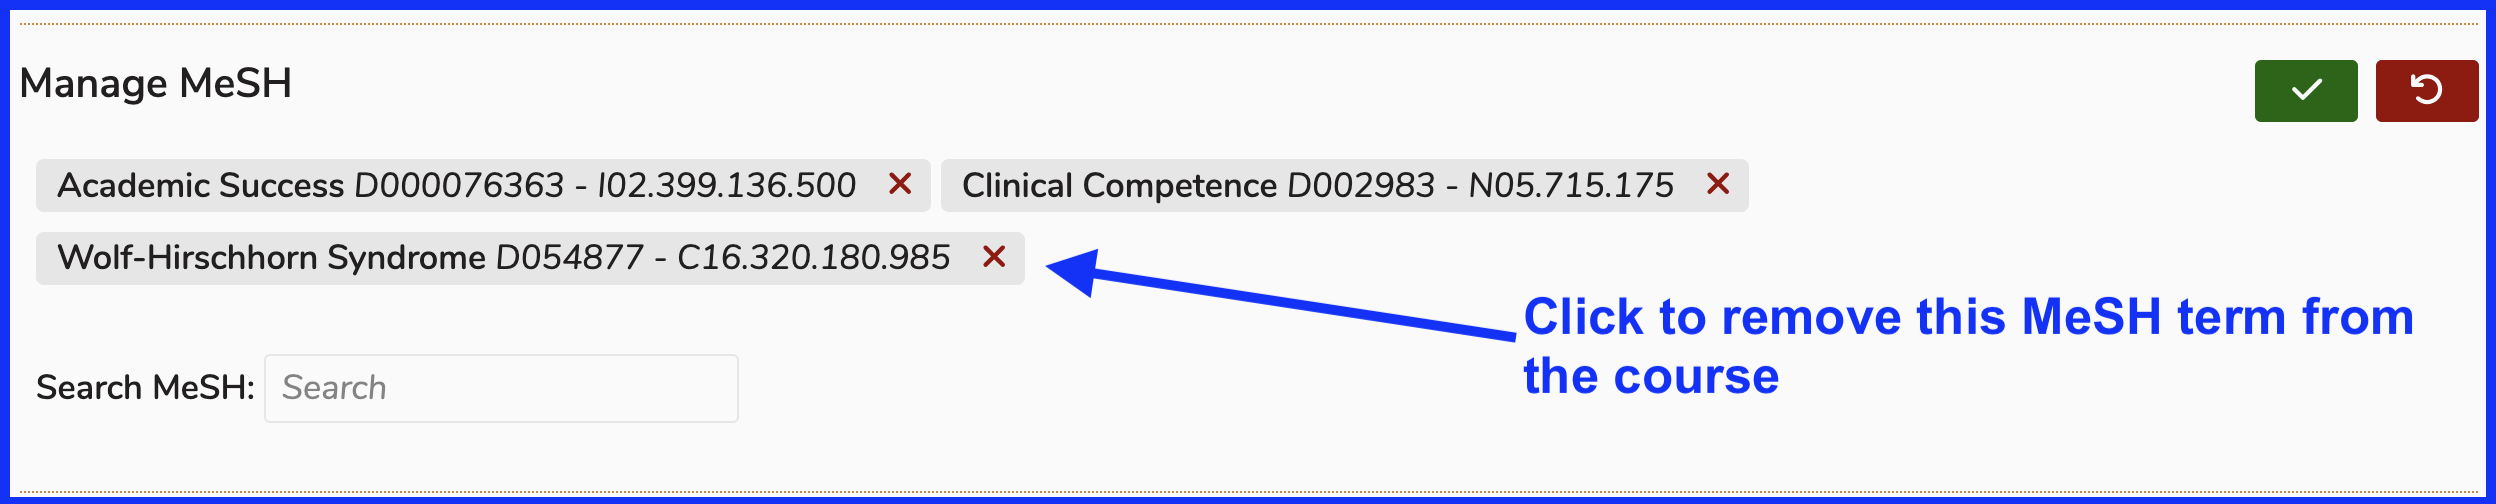 Manage MeSH
Academic Success D000076363 - I02.399.136.500
Clinical Competence D002983 - N05.715.175
Wolf-Hirschhorn Syndrome D054877 - C16.320.180.985
Click to remove this MeSH term from
the course
Search MeSH: Search